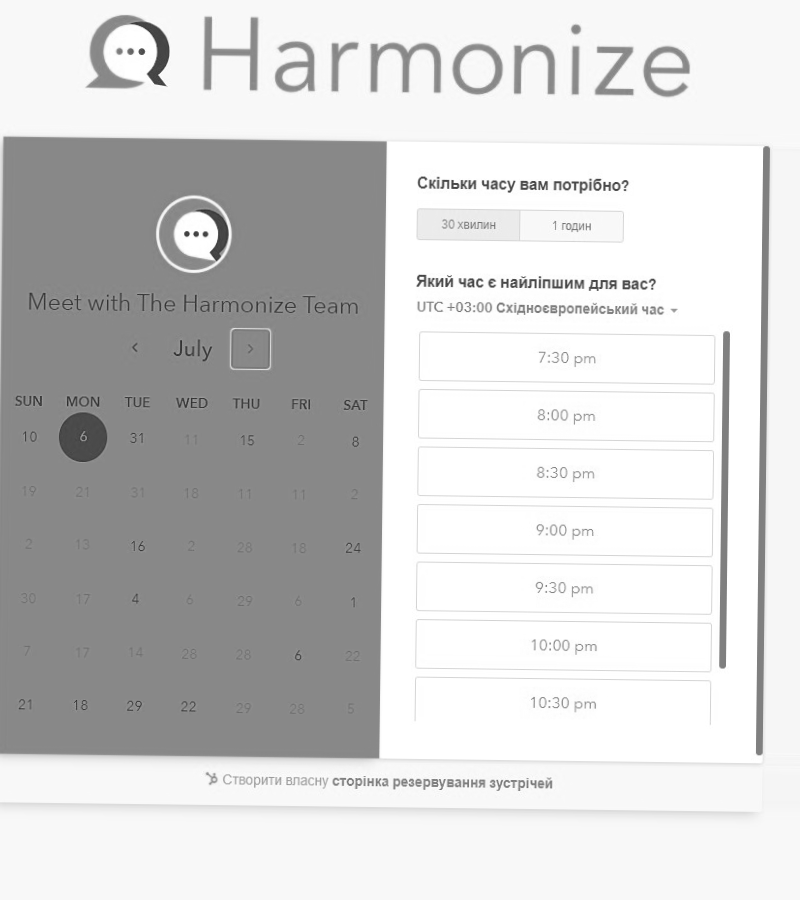 Harmonize
Meet with The Harmonize Team
July
SUN MON TUE WED THU FRI SAT
10 6 31 11 15 2 8
19 21 31 18 11 11 2
2 13 16 2 28 18 24
30 17 4 6 29 6 1
7 17 14 28 28 6 22
21 18 29 22 29 28 5
Скільки часу вам потрібно?
30 хвилин 1 годин
Який час є найліпшим для вас?
UTC +03:00 Східноєвропейський час
7:30 pm
8:00 pm
8:30 pm
9:00 pm
9:30 pm
10:00 pm
10:30 pm
Створити власну сторінка резервування зустрічей